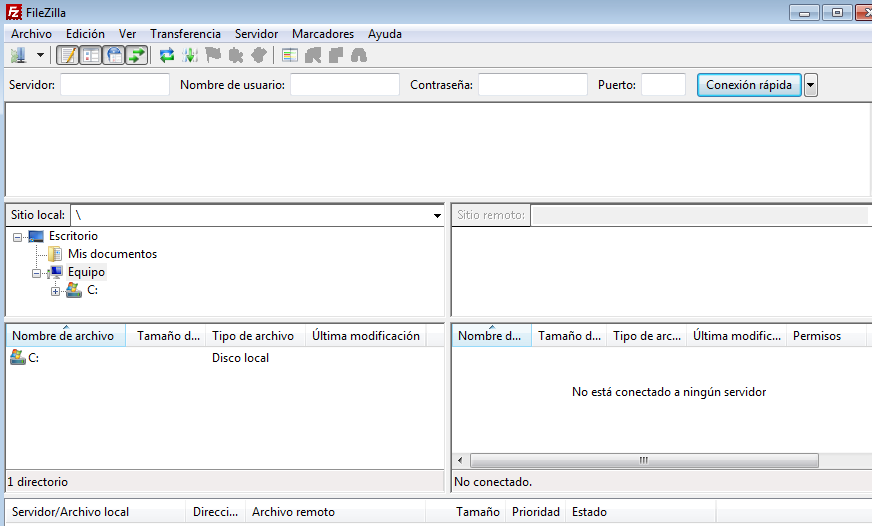 FileZilla
Archivo Edición Ver Transferencia Servidor Marcadores Ayuda
Servidor: Nombre de usuario: Contraseña: Puerto: Conexión rápida
Sitio local: \ Sitio remoto:
Escritorio
Mis documentos
Equipo
C:
Nombre de archivo Tamaño d... Tipo de archivo Última modificación Nombre d... Tamaño d... Tipo de arc... Última modific... Permisos
C: Disco local
No está conectado a ningún servidor
1 directorio No conectado.
Servidor/Archivo local Direcci... Archivo remoto Tamaño Prioridad Estado